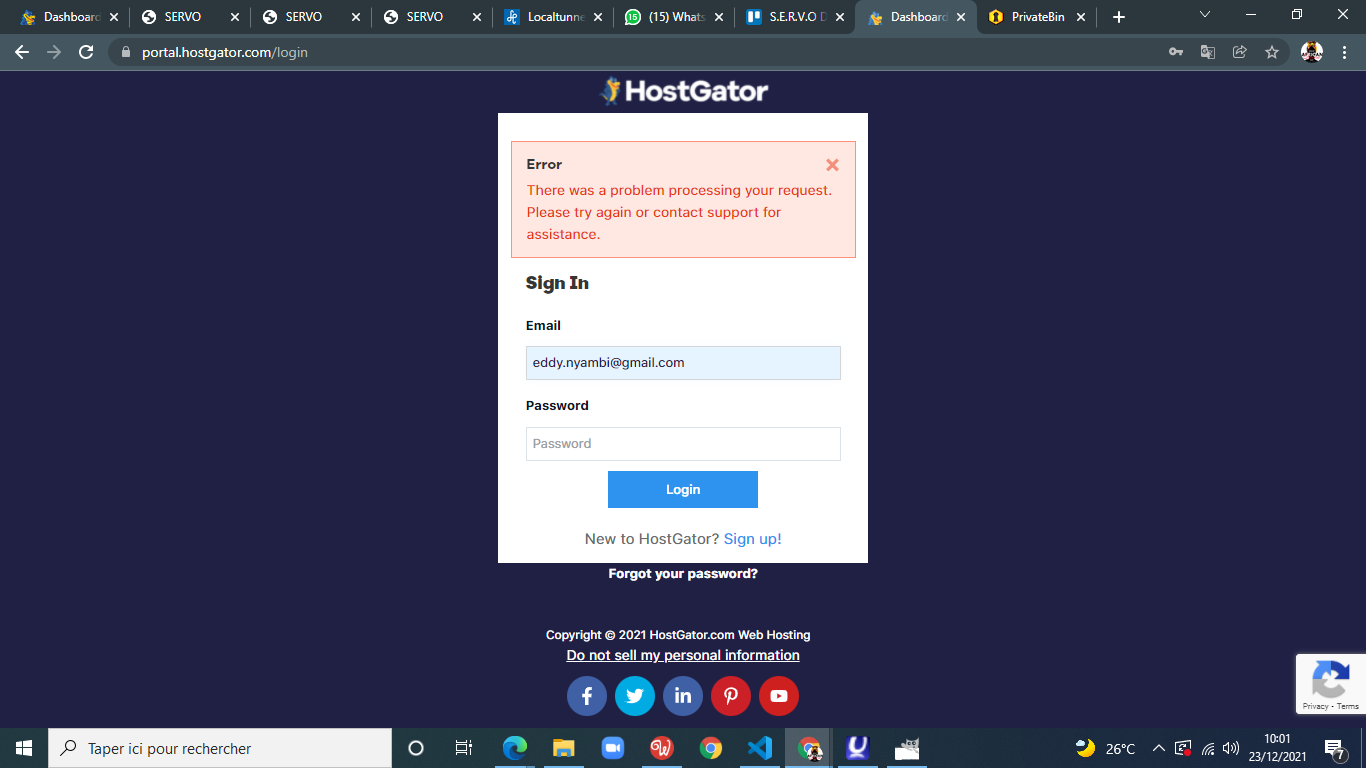 Dashboard
SERVO
SERVO
SERVO
Localtunne
(15) Whats
S.E.R.V.O D
Dashboard
PrivateBin
portal.hostgator.com/login
HostGator
Error
There was a problem processing your request.
Please try again or contact support for
assistance.
Sign In
Email
eddy.nyambi@gmail.com
Password
Password
Login
New to HostGator? Sign up!
Forgot your password?
Copyright © 2021 HostGator.com Web Hosting
Do not sell my personal information
Privacy - Terms
Taper ici pour rechercher
26°C
10:01
23/12/2021
7